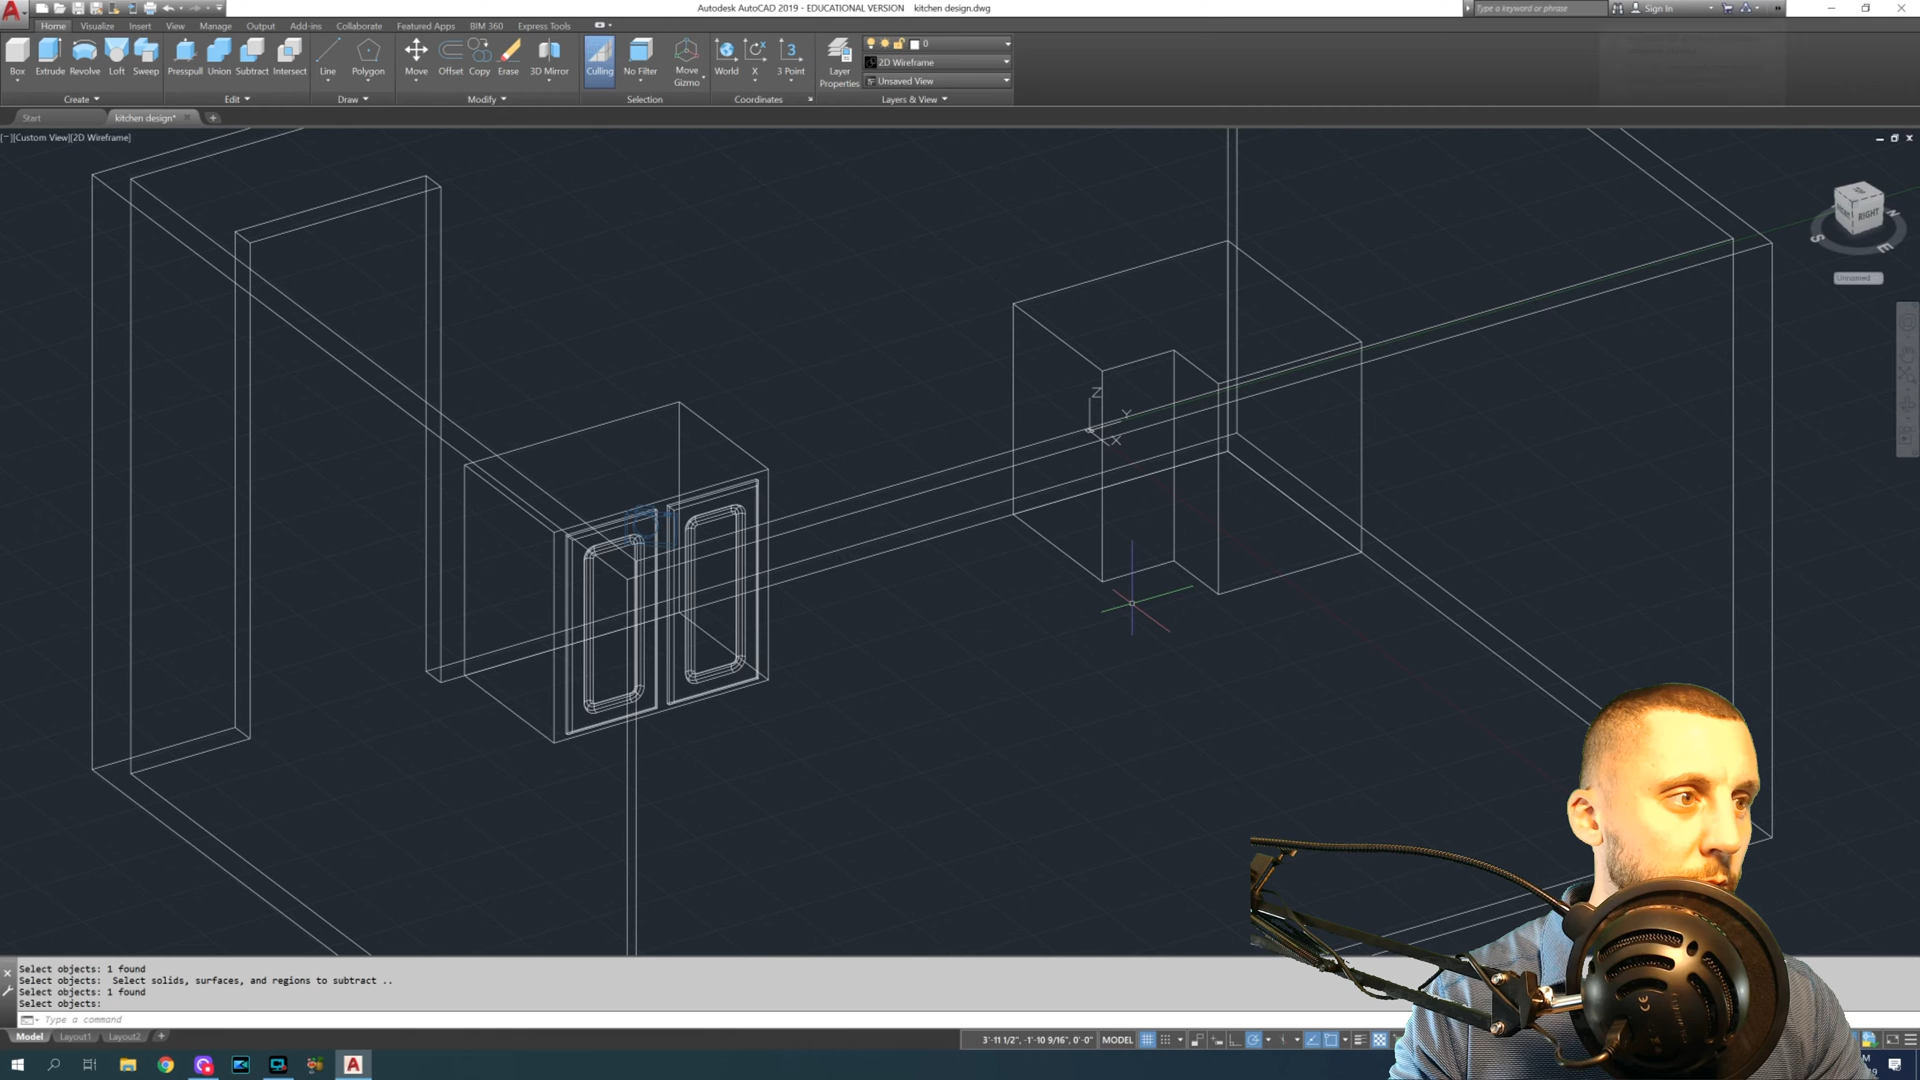 Autodesk AutoCAD 2019 - EDUCATIONAL VERSION kitchen design.dwg
Type a keyword or phrase
Sign In
Home Visualize Insert Manage View Output Add-ins Collaborate Featured Apps BIM 360 Express Tools
0
2D Wireframe
Unsaved View
Box Extrude Revolve Loft Sweep Presspull Union Subtract Intersect Line Polygon Move Offset Copy Erase 3D Mirror Culling No Filter Move Gizmo World X 3 Point Layer Properties
Create Edit Draw Modify Selection Coordinates Layers & View
Start kitchen design*
[−][Custom View][2D Wireframe]
TOP
RIGHT
S E
Unnamed
Z
Y
X
Select objects: 1 found
Select objects: Select solids, surfaces, and regions to subtract ..
Select objects: 1 found
Select objects:
Type a command
Model Layout1 Layout2 +
3'-11 1/2", -1'-10 9/16", 0'-0" MODEL